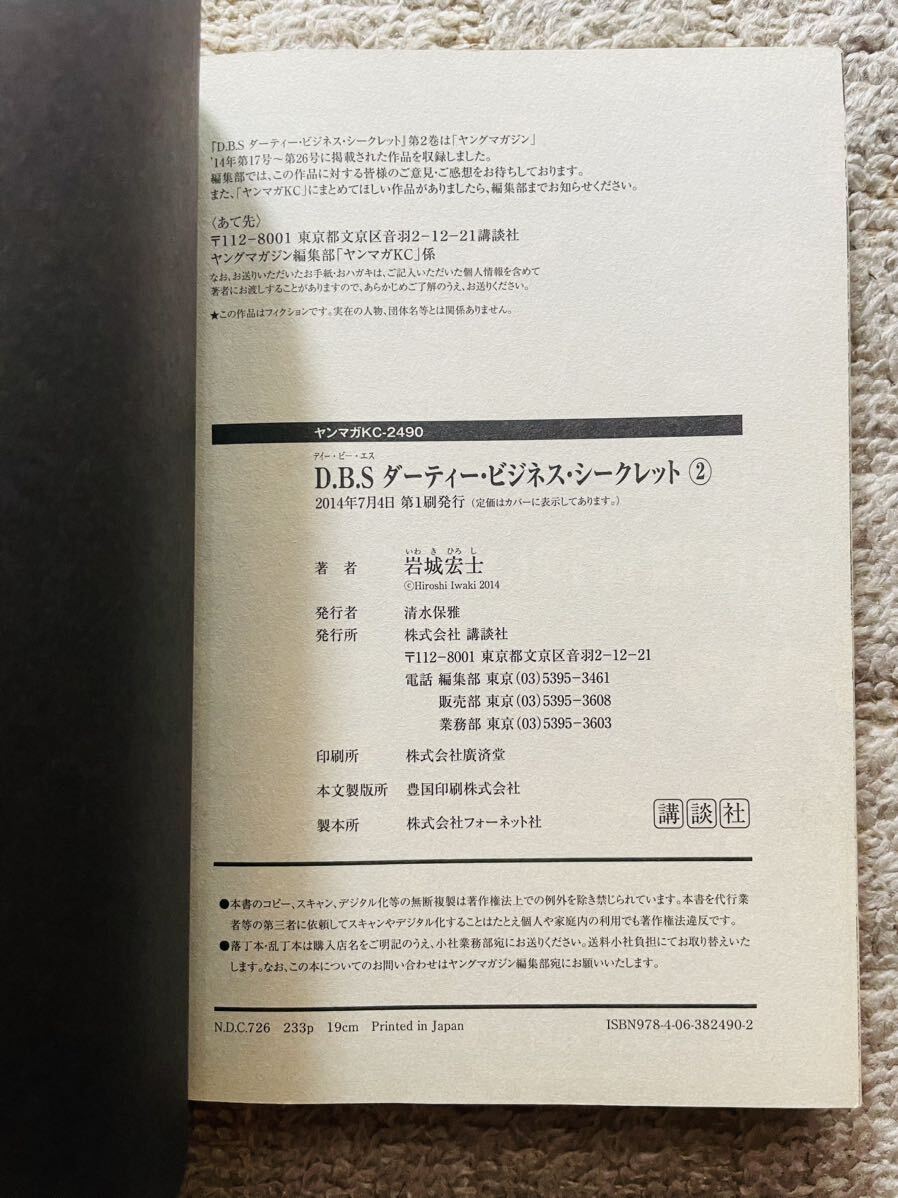 『D.B.S ダーティー・ビジネス・シークレット』第2巻は「ヤングマガジン」
'14年第17号〜第26号に掲載された作品を収録しました。
編集部では、この作品に対する皆様のご意見・ご感想をお待ちしております。
また、「ヤンマガKC」にまとめてほしい作品がありましたら、編集部までお知らせください。
〈あて先〉
〒112-8001 東京都文京区音羽2-12-21講談社
ヤングマガジン編集部「ヤンマガKC」係
なお、お送りいただいたお手紙・おハガキは、ご記入いただいた個人情報を含めて
著者にお渡しすることがありますので、あらかじめご了解のうえ、お送りください。
★この作品はフィクションです。実在の人物、団体名等とは関係ありません。
ヤンマガKC-2490
ディー・ビー・エス
D.B.S ダーティー・ビジネス・シークレット ②
2014年7月4日 第1刷発行（定価はカバーに表示してあります。）
いわ き ひろ し
著 者 岩城宏士
©Hiroshi Iwaki 2014
発行者 清水保雅
発行所 株式会社 講談社
〒112-8001 東京都文京区音羽2-12-21
電話 編集部 東京(03)5395-3461
販売部 東京(03)5395-3608
業務部 東京(03)5395-3603
印刷所 株式会社廣済堂
本文製版所 豊国印刷株式会社
製本所 株式会社フォーネット社
講談社
●本書のコピー、スキャン、デジタル化等の無断複製は著作権法上での例外を除き禁じられています。本書を代行業
者等の第三者に依頼してスキャンやデジタル化することはたとえ個人や家庭内の利用でも著作権法違反です。
●落丁本・乱丁本は購入店名をご明記のうえ、小社業務部宛にお送りください。送料小社負担にてお取り替えいた
します。なお、この本についてのお問い合わせはヤングマガジン編集部宛にお願いいたします。
N.D.C.726 233p 19cm Printed in Japan ISBN978-4-06-382490-2